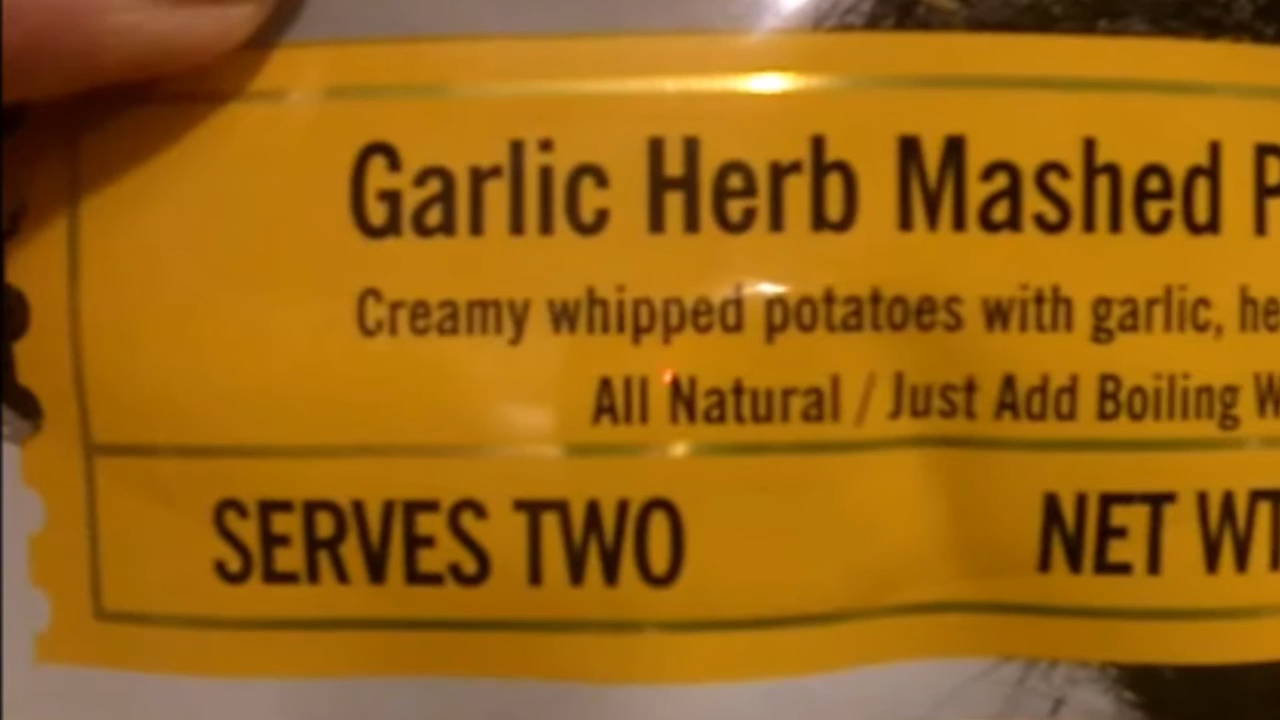 Garlic Herb Mashed P
Creamy whipped potatoes with garlic, he
All Natural / Just Add Boiling W
SERVES TWO
NET WT